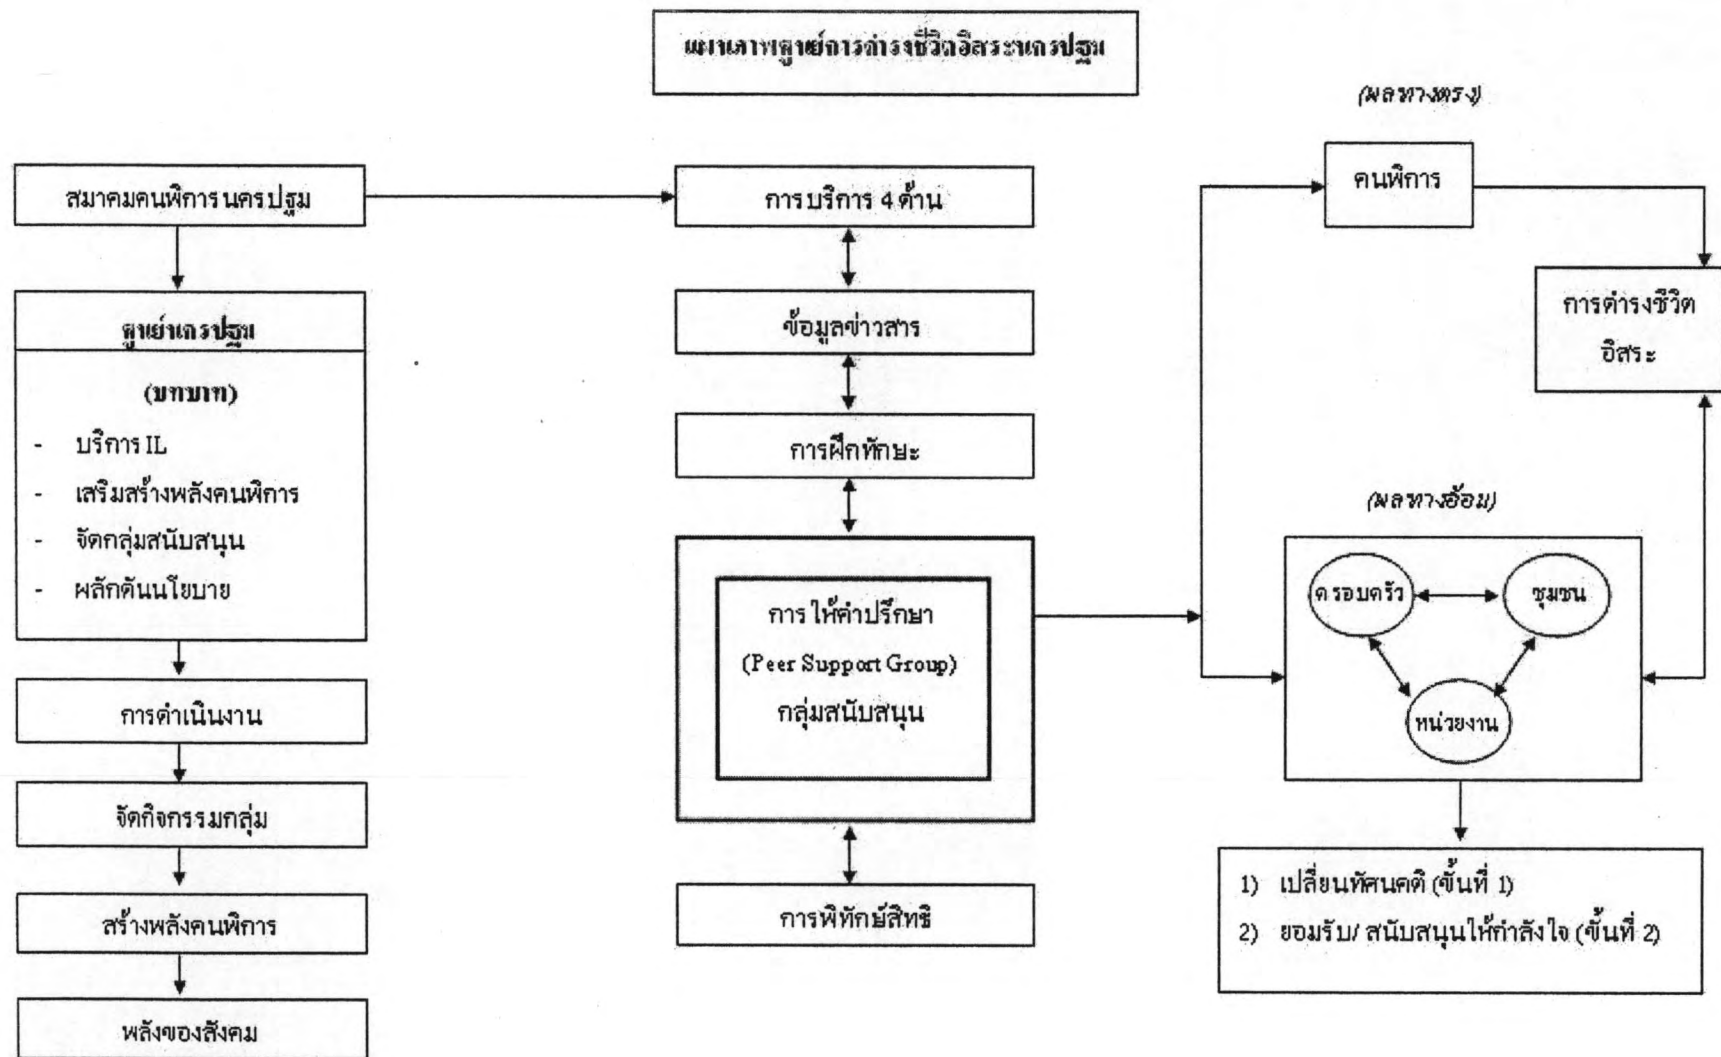 แผนภาพศูนย์การดำรงชีวิตอิสระนครปฐม
สมาคมคนพิการนครปฐม
ศูนย์นครปฐม
(บทบาท)
- บริการ IL
- เสริมสร้างพลังคนพิการ
- จัดกลุ่มสนับสนุน
- ผลักดันนโยบาย
การดำเนินงาน
จัดกิจกรรมกลุ่ม
สร้างพลังคนพิการ
พลังของสังคม
การบริการ 4 ด้าน
ข้อมูลข่าวสาร
การฝึกทักษะ
การให้คำปรึกษา
(Peer Support Group)
กลุ่มสนับสนุน
การพิทักษ์สิทธิ
(ผลทางตรง)
คนพิการ
การดำรงชีวิต
อิสระ
(ผลทางอ้อม)
ครอบครัว
ชุมชน
หน่วยงาน
1) เปลี่ยนทัศนคติ (ขั้นที่ 1)
2) ยอมรับ/ สนับสนุนให้กำลังใจ (ขั้นที่ 2)